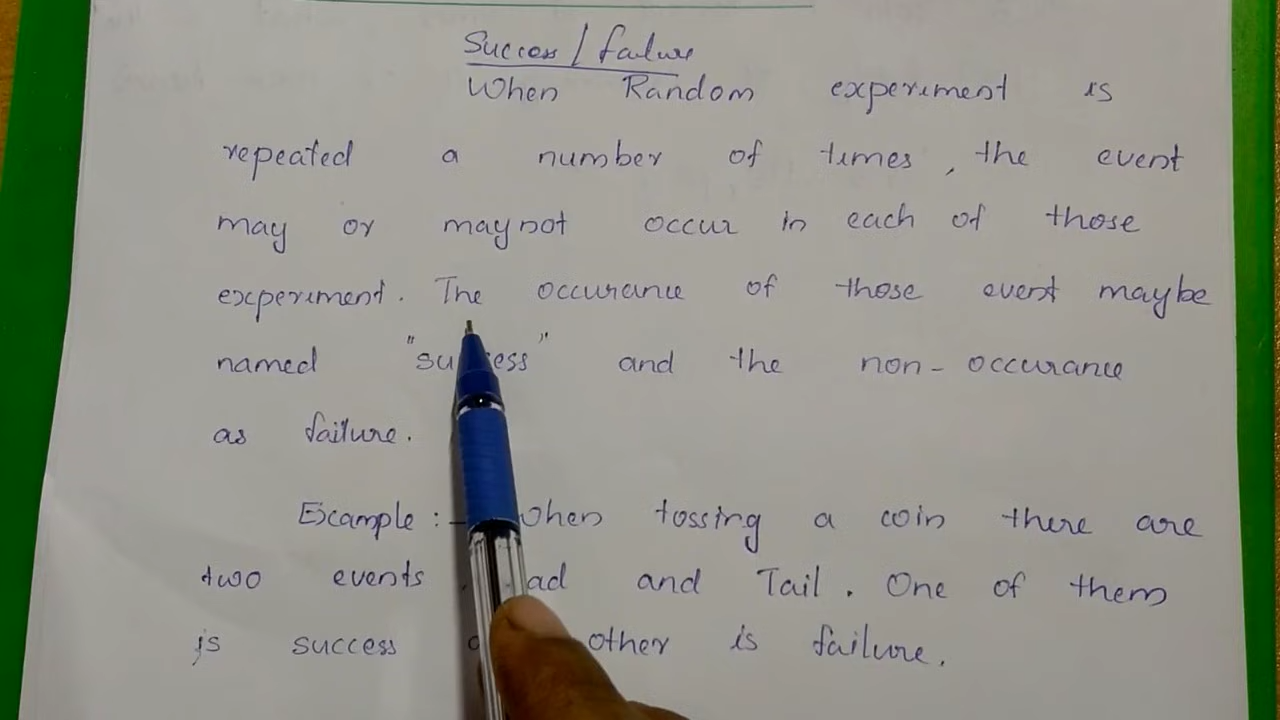 Success / failure
When Random experiment is
repeated a number of times, the event
may or may not occur in each of those
experiment. The occurance of those event maybe
named "success" and the non-occurance
as failure.
Example :- When tossing a coin there are
two events. and Tail. One of them
is success other is failure.